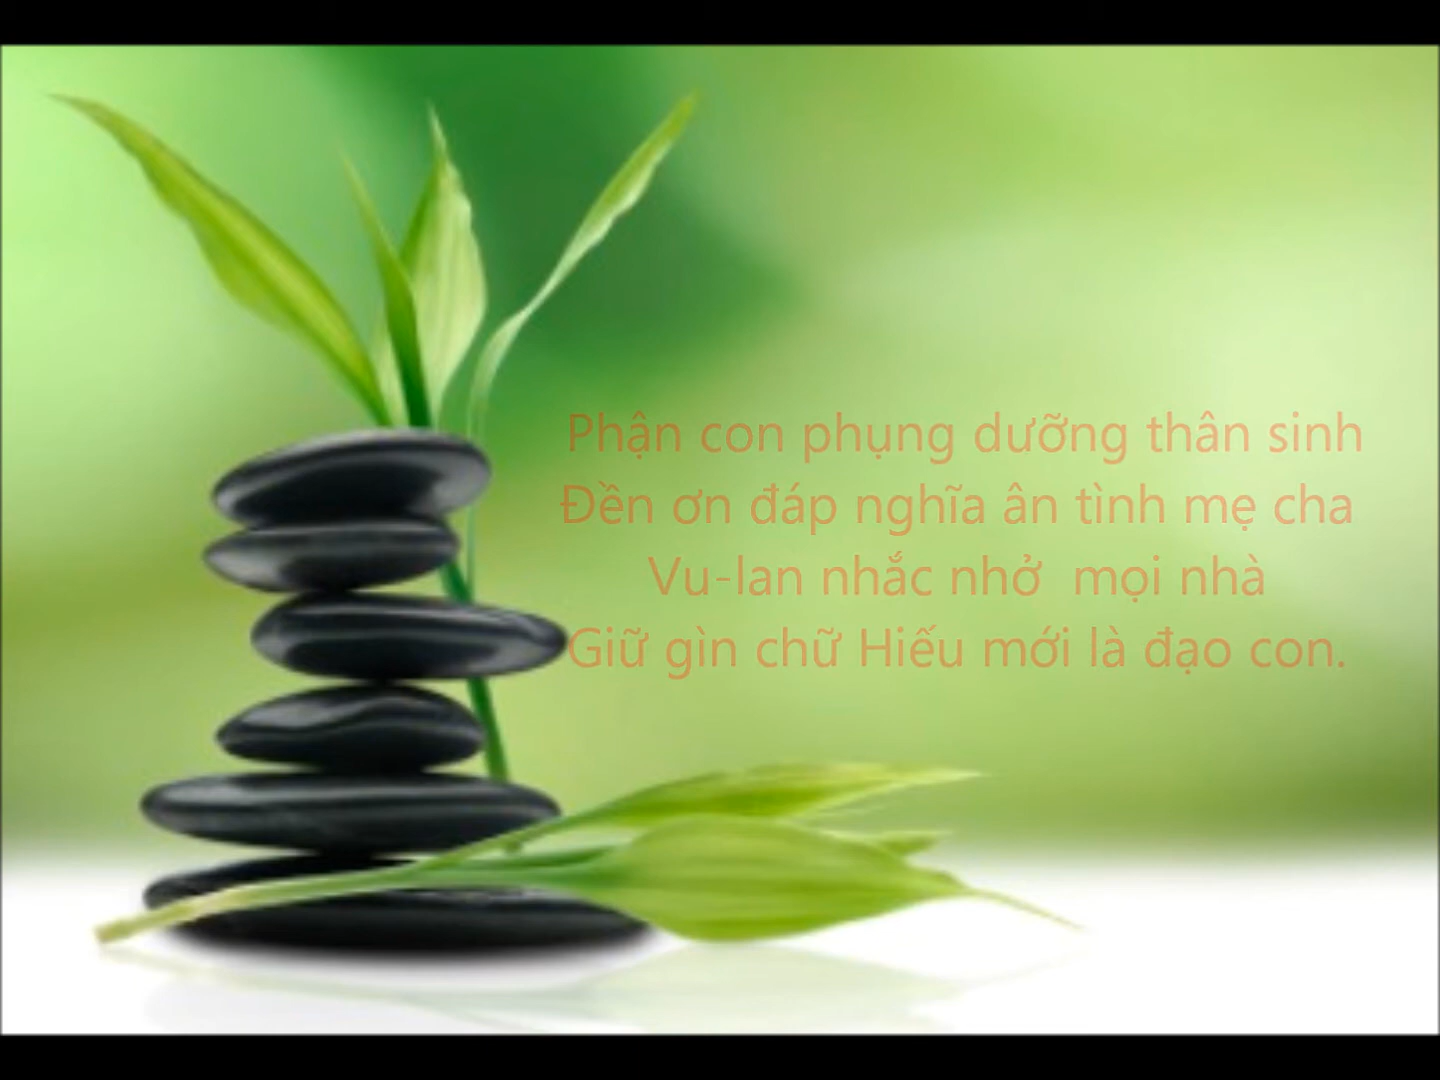 Phận con phụng dưỡng thân sinh
Đền ơn đáp nghĩa ân tình mẹ cha
Vu-lan nhắc nhở mọi nhà
Giữ gìn chữ Hiếu mới là đạo con.